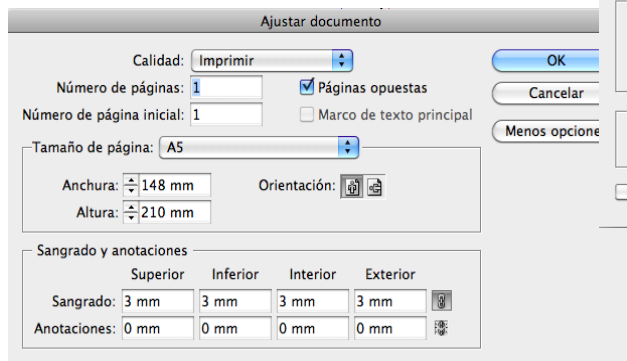 Ajustar documento
Calidad: Imprimir OK
Número de páginas: 1 Páginas opuestas Cancelar
Número de página inicial: 1 Marco de texto principal
Menos opcione
Tamaño de página: A5
Anchura: 148 mm Orientación:
Altura: 210 mm
Sangrado y anotaciones
Superior Inferior Interior Exterior
Sangrado: 3 mm 3 mm 3 mm 3 mm
Anotaciones: 0 mm 0 mm 0 mm 0 mm